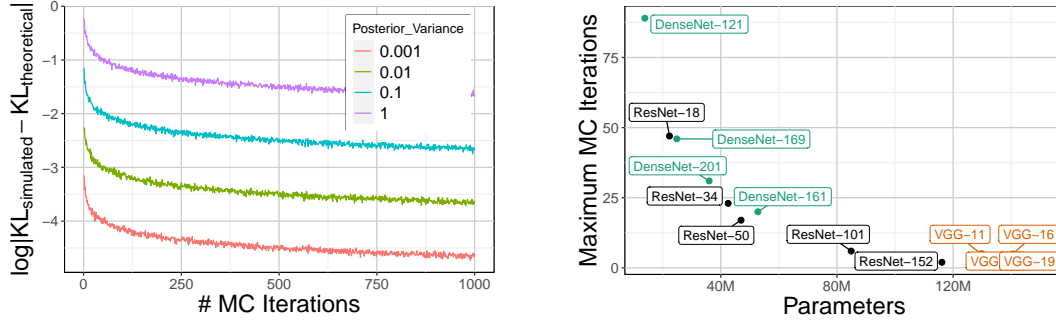 log|KL_simulated − KL_theoretical|
0
−1
−2
−3
−4
0
250
500
750
1000
# MC Iterations
Posterior_Variance
0.001
0.01
0.1
1
Maximum MC Iterations
75
50
25
0
40M
80M
120M
Parameters
DenseNet−121
ResNet−18
DenseNet−169
DenseNet−201
ResNet−34
DenseNet−161
ResNet−50
ResNet−101
ResNet−152
VGG−11
VGG−16
VGG
VGG−19